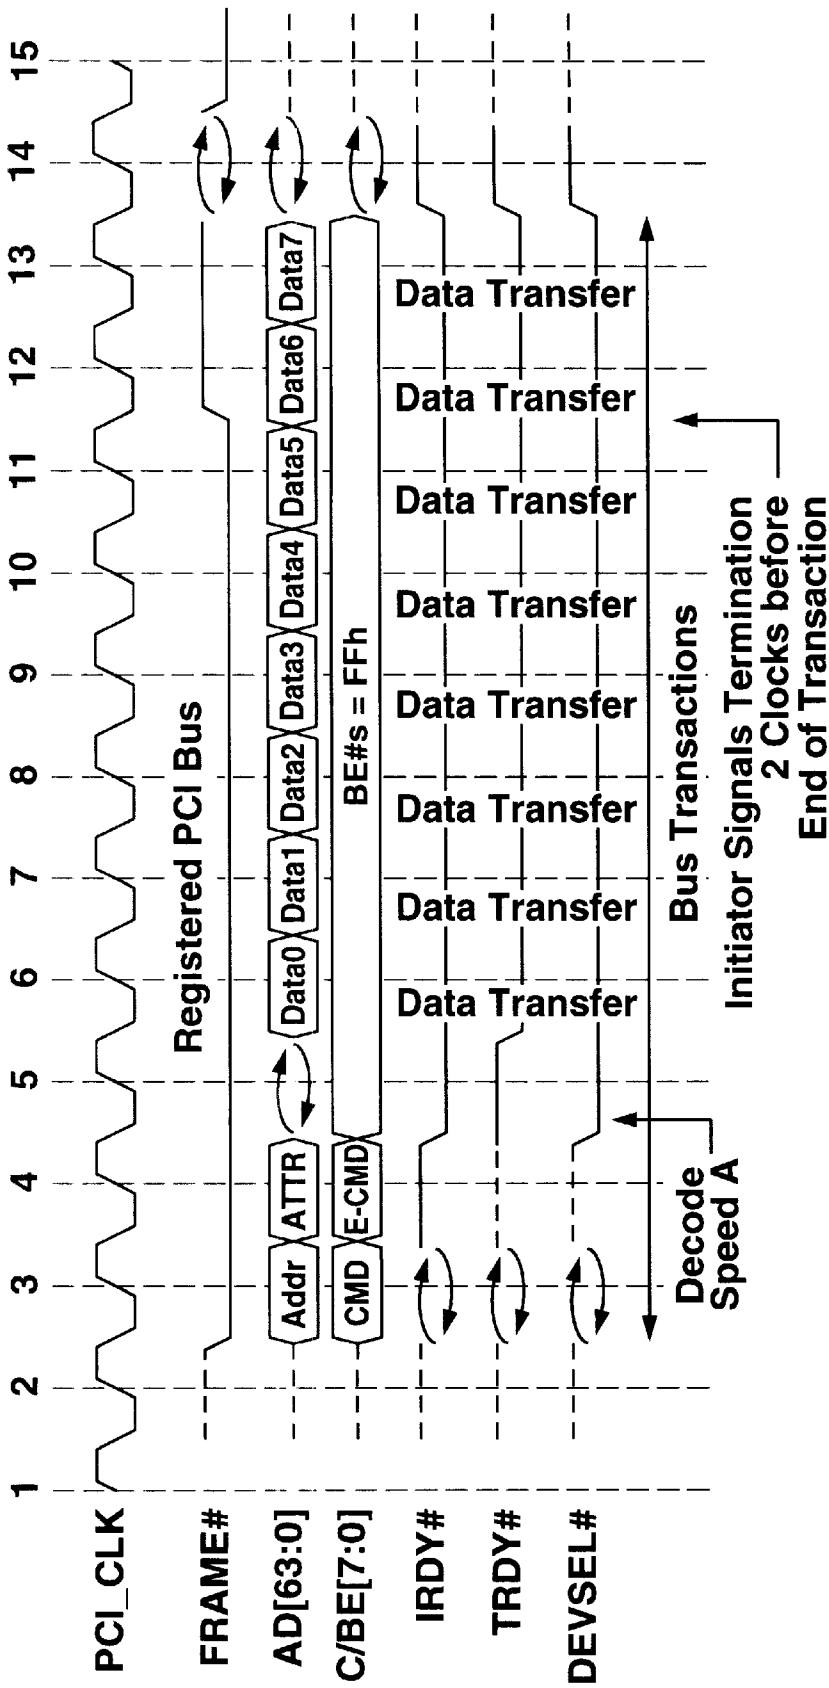 1 2 3 4 5 6 7 8 9 10 11 12 13 14 15
PCI_CLK
Registered PCI Bus
FRAME#
AD[63:0] Addr ATTR Data0 Data1 Data2 Data3 Data4 Data5 Data6 Data7
C/BE[7:0] CMD E-CMD BE#s = FFh
IRDY#
TRDY#
DEVSEL#
Data Transfer
Data Transfer
Data Transfer
Data Transfer
Data Transfer
Data Transfer
Data Transfer
Data Transfer
Decode
Speed A
Bus Transactions
Initiator Signals Termination
2 Clocks before
End of Transaction